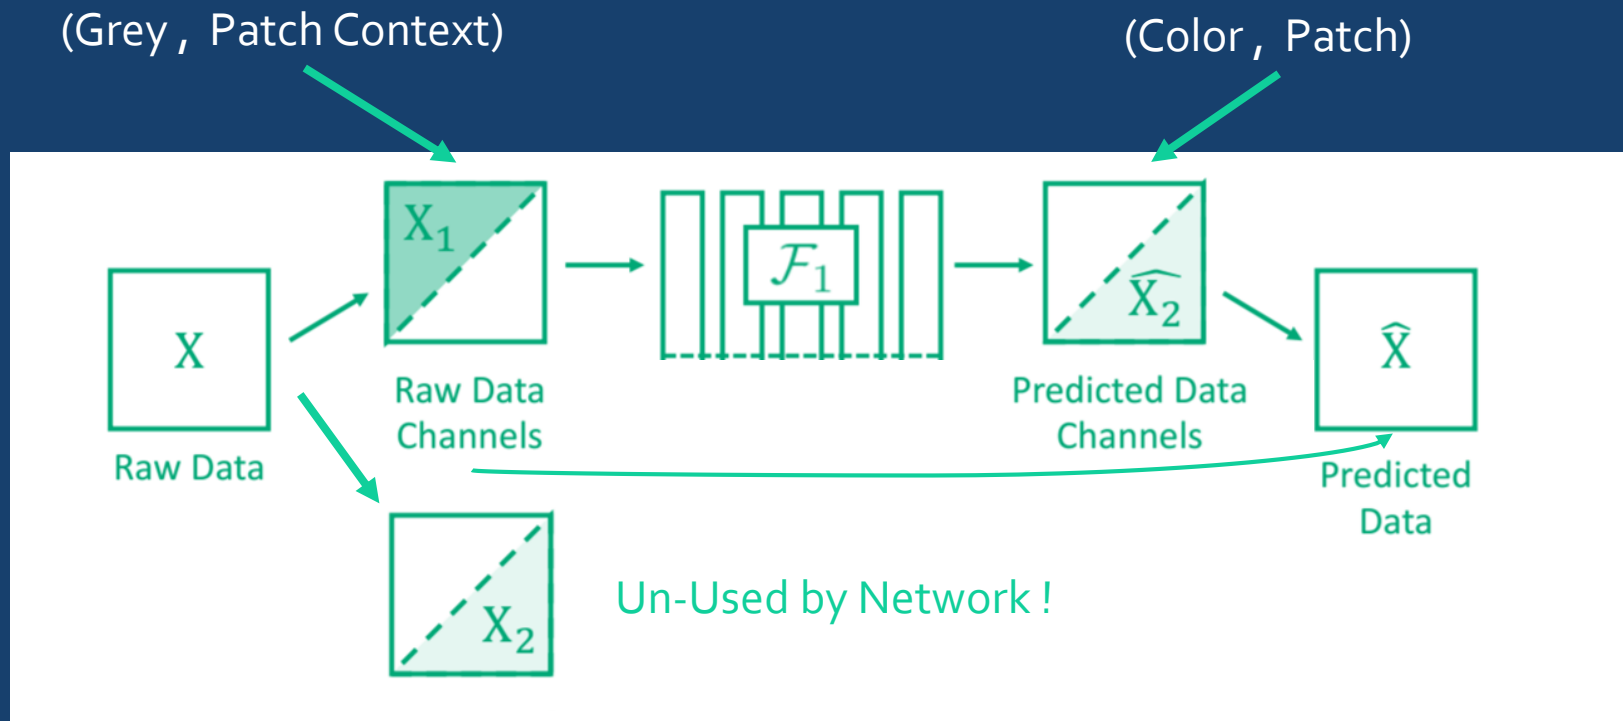 (Grey , Patch Context)
(Color , Patch)
X₁
ℱ₁
X̂₂
X
X̂
Raw Data
Channels
Predicted Data
Channels
Raw Data
Predicted
Data
X₂
Un-Used by Network !